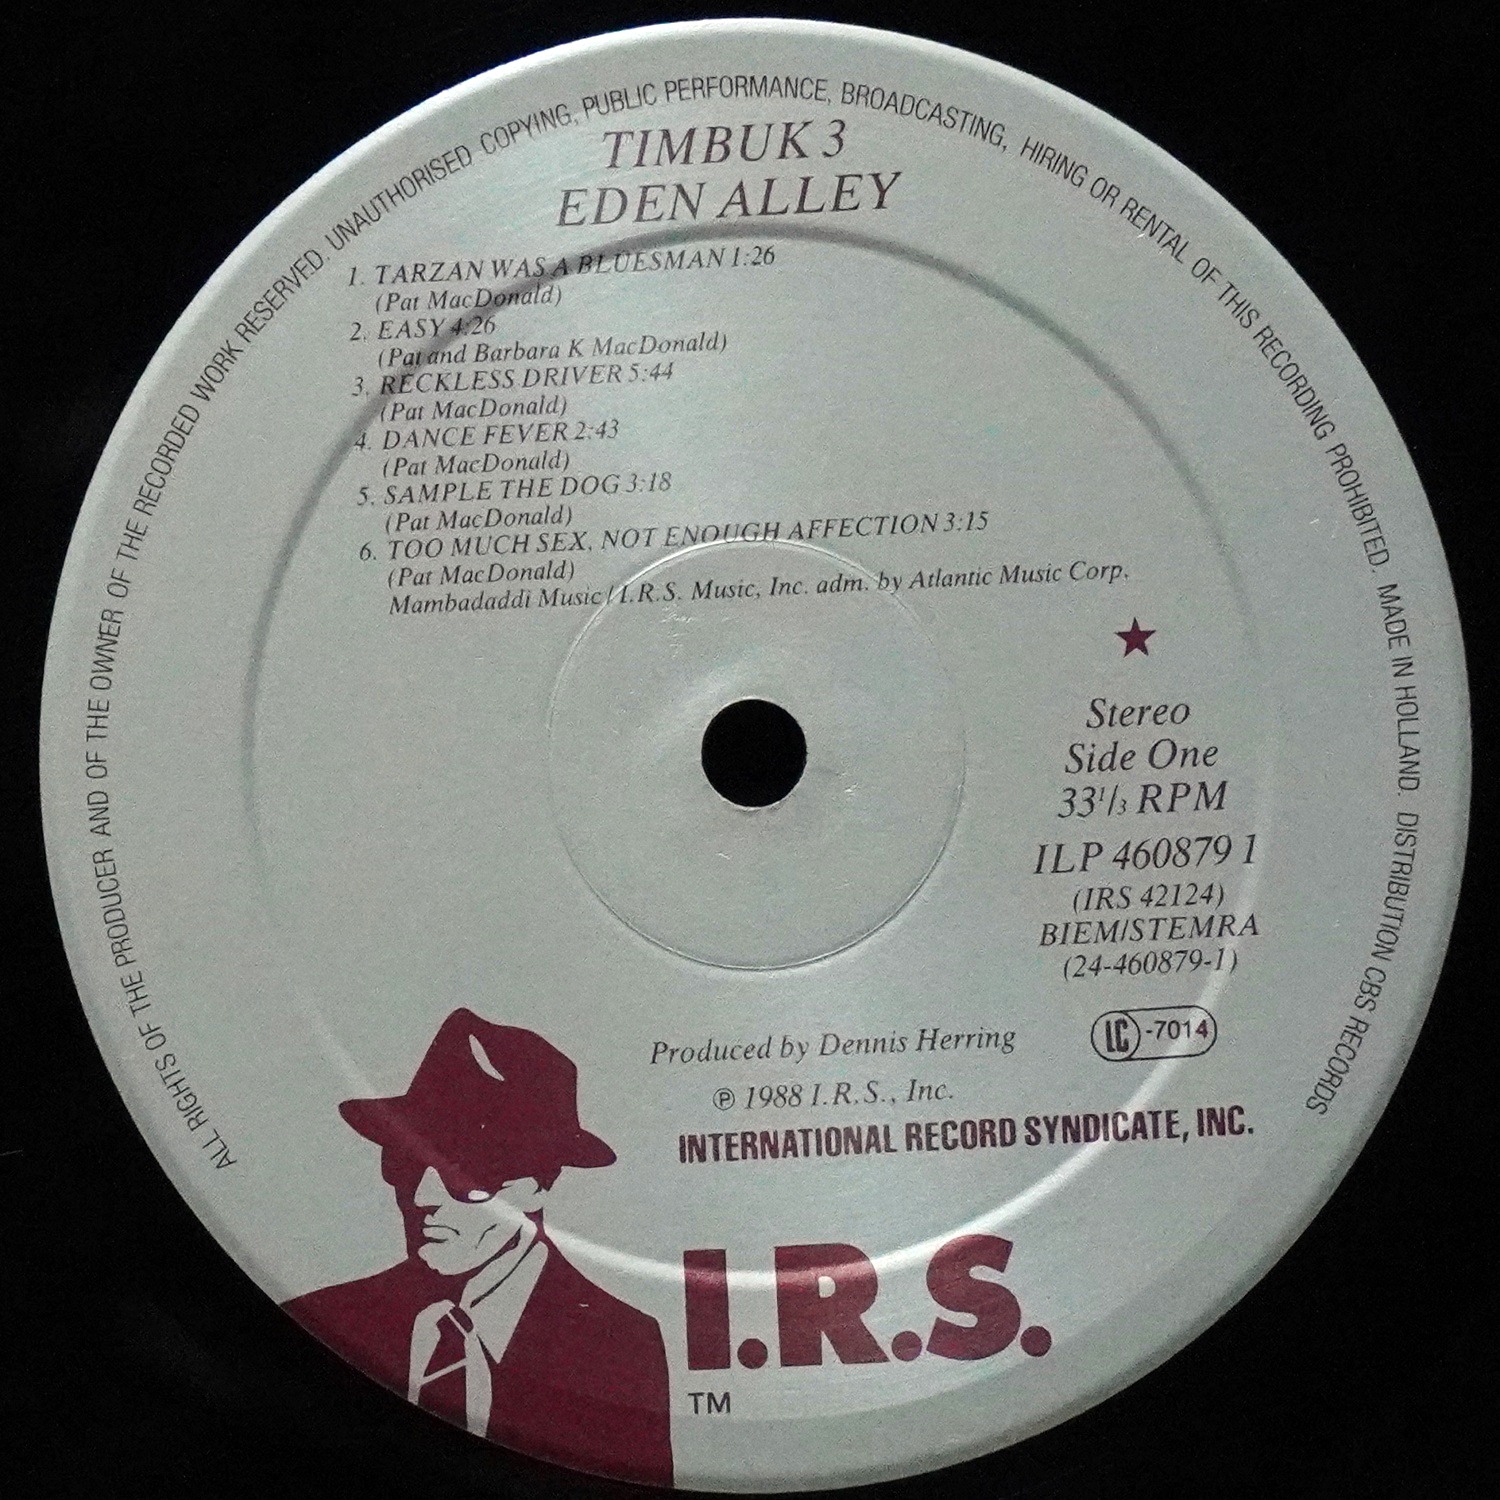 ALL RIGHTS OF THE PRODUCER AND OF THE OWNER OF THE RECORDED WORK RESERVED. UNAUTHORISED COPYING, PUBLIC PERFORMANCE, BROADCASTING, HIRING OR RENTAL OF THIS RECORDING PROHIBITED. MADE IN HOLLAND. DISTRIBUTION CBS RECORDS
TIMBUK 3
EDEN ALLEY
1. TARZAN WAS A BLUESMAN 1:26
(Pat MacDonald)
2. EASY 4:26
(Pat and Barbara K MacDonald)
3. RECKLESS DRIVER 5:44
(Pat MacDonald)
4. DANCE FEVER 2:43
(Pat MacDonald)
5. SAMPLE THE DOG 3:18
(Pat MacDonald)
6. TOO MUCH SEX, NOT ENOUGH AFFECTION 3:15
(Pat MacDonald)
Mambadaddi Music / I.R.S. Music, Inc. adm. by Atlantic Music Corp.
Stereo
Side One
33 1/3 RPM
ILP 460879 1
(IRS 42124)
BIEM/STEMRA
(24-460879-1)
LC -7014
Produced by Dennis Herring
℗ 1988 I.R.S., Inc.
INTERNATIONAL RECORD SYNDICATE, INC.
I.R.S.
TM